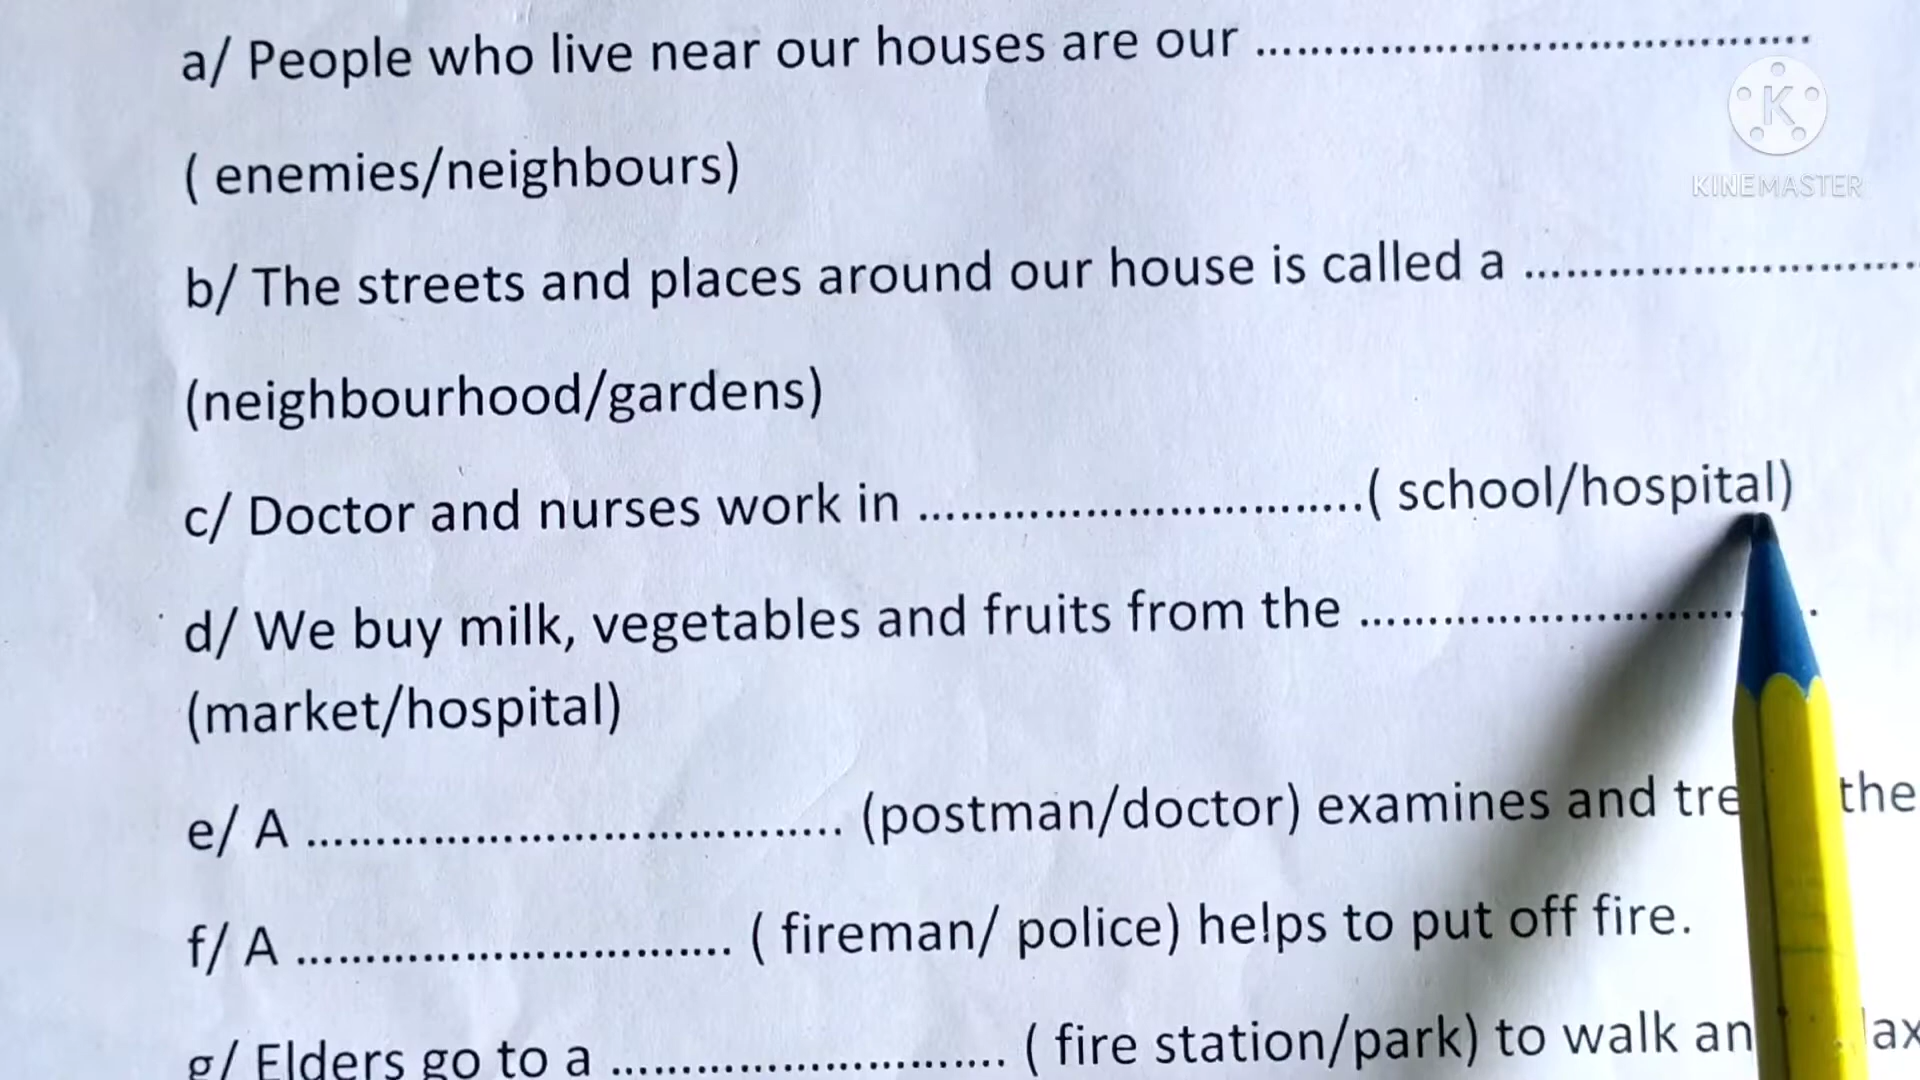 a/ People who live near our houses are our ........................................
K
KINEMASTER
( enemies/neighbours)
b/ The streets and places around our house is called a ..................................
(neighbourhood/gardens)
c/ Doctor and nurses work in ................................( school/hospital)
d/ We buy milk, vegetables and fruits from the .................................
(market/hospital)
e/ A ....................................... (postman/doctor) examines and the
f/ A ................................ ( fireman/ police) helps to put off fire.
g/ Elders go to a ............................. ( fire station/park) to walk